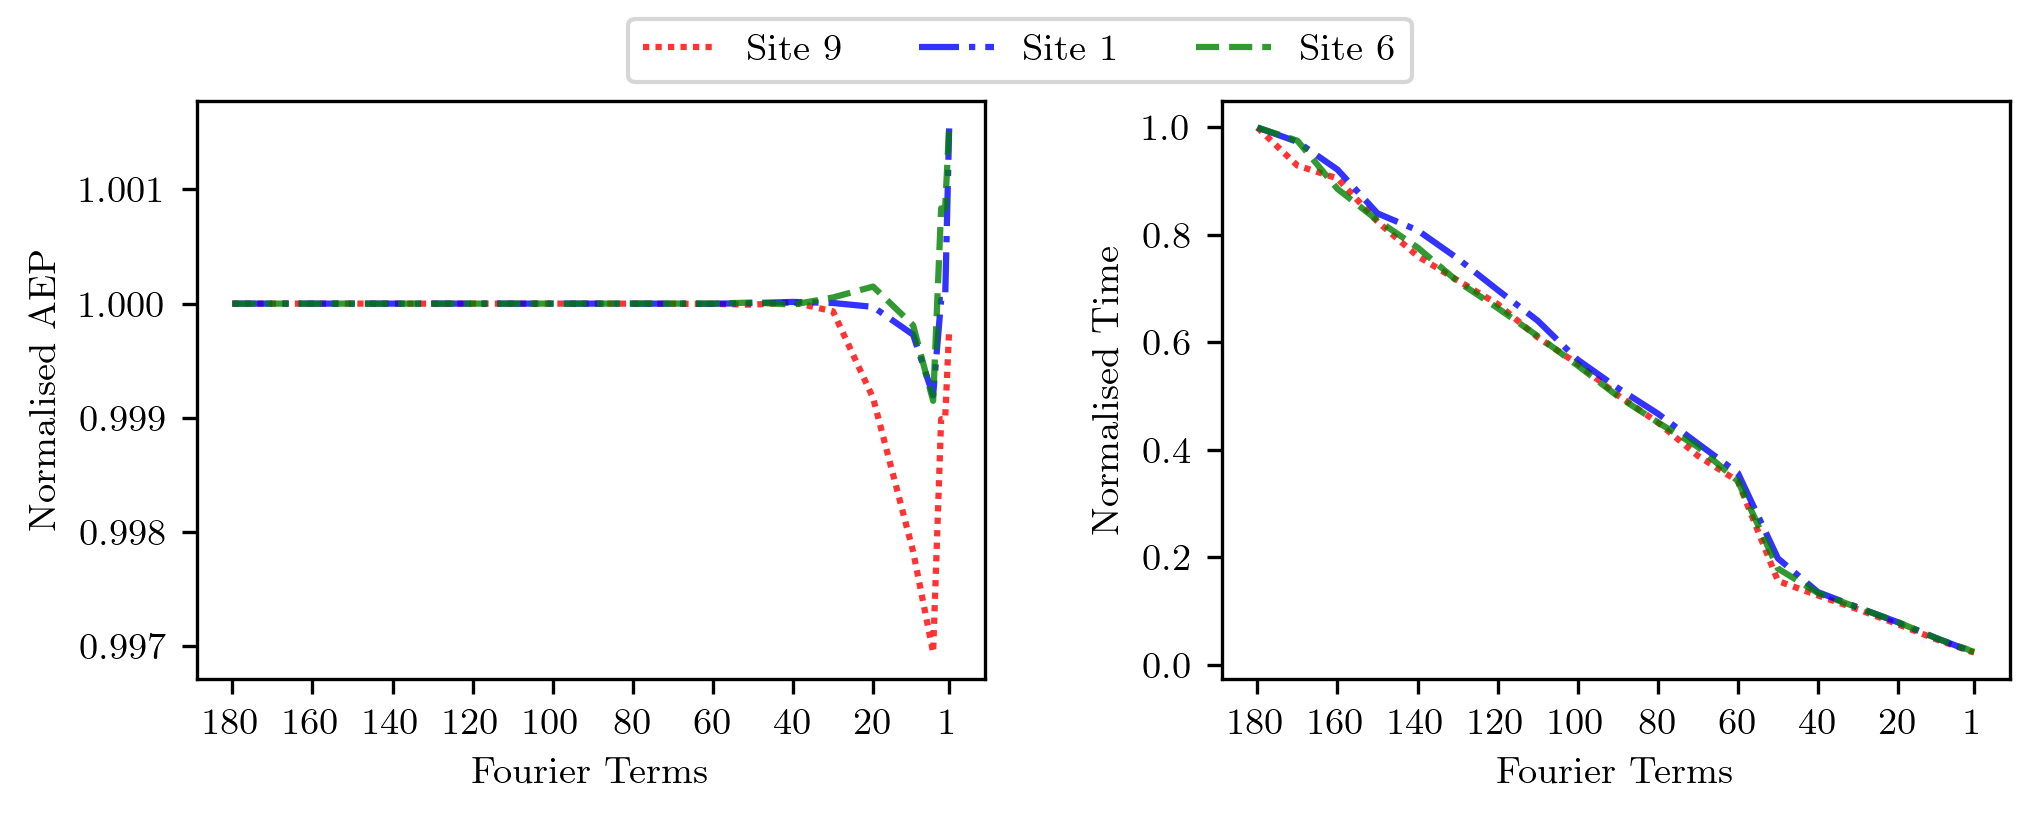 Site 9 Site 1 Site 6
Normalised AEP
1.001
1.000
0.999
0.998
0.997
180 160 140 120 100 80 60 40 20 1
Fourier Terms
Normalised Time
1.0
0.8
0.6
0.4
0.2
0.0
180 160 140 120 100 80 60 40 20 1
Fourier Terms